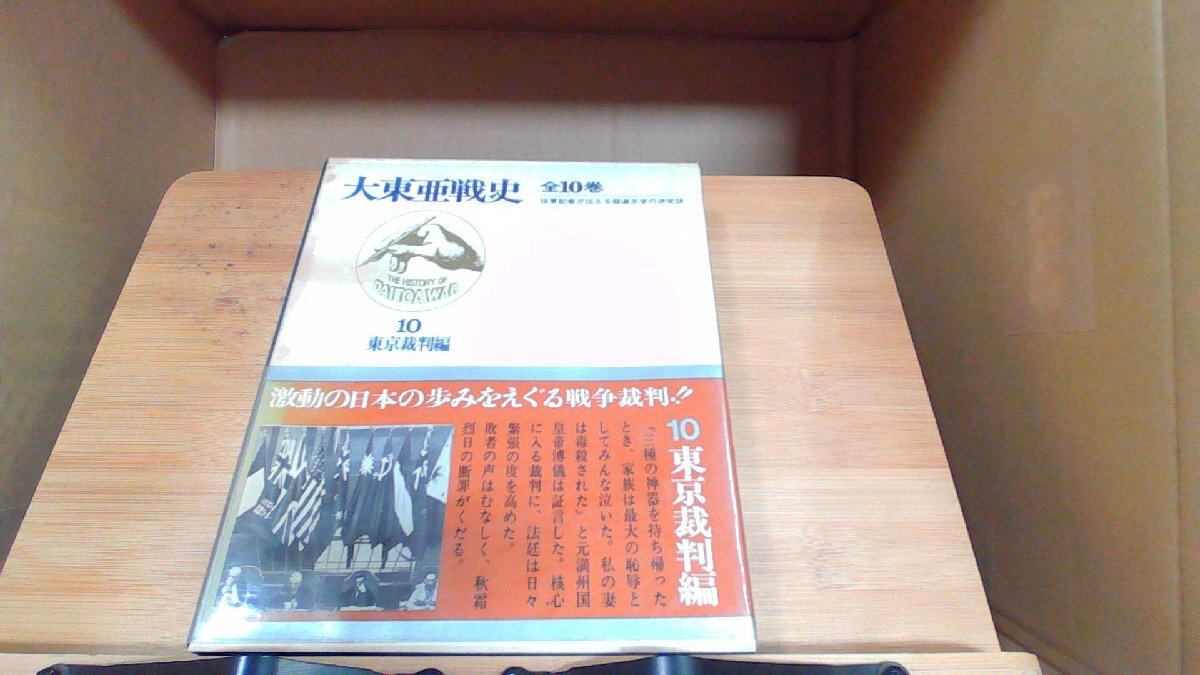 大東亜戦史 全10巻
従軍記者が伝える報道文学の決定版
THE HISTORY OF
DAITOA WAR
10
東京裁判編
激動の日本の歩みをえぐる戦争裁判!!
10 東京裁判編
『三種の神器を持ち帰った
とき、家族は最大の恥辱と
してみんな泣いた。私の妻
は毒殺された』と元満州国
皇帝溥儀は証言した。核心
に入る裁判に、法廷は日々
緊張の度を高めた。
敗者の声はむなしく、秋霜
烈日の断罪がくだる。